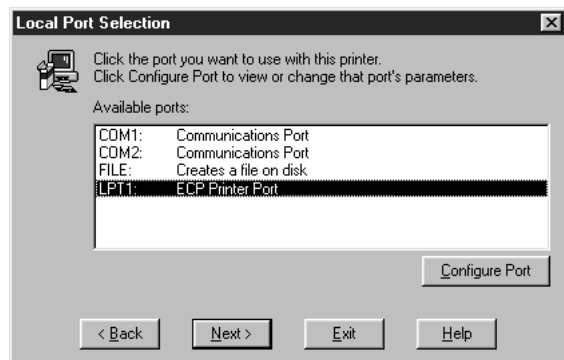 Local Port Selection
Click the port you want to use with this printer.
Click Configure Port to view or change that port's parameters.
Available ports:
COM1: Communications Port
COM2: Communications Port
FILE: Creates a file on disk
LPT1: ECP Printer Port
Configure Port
< Back Next > Exit Help